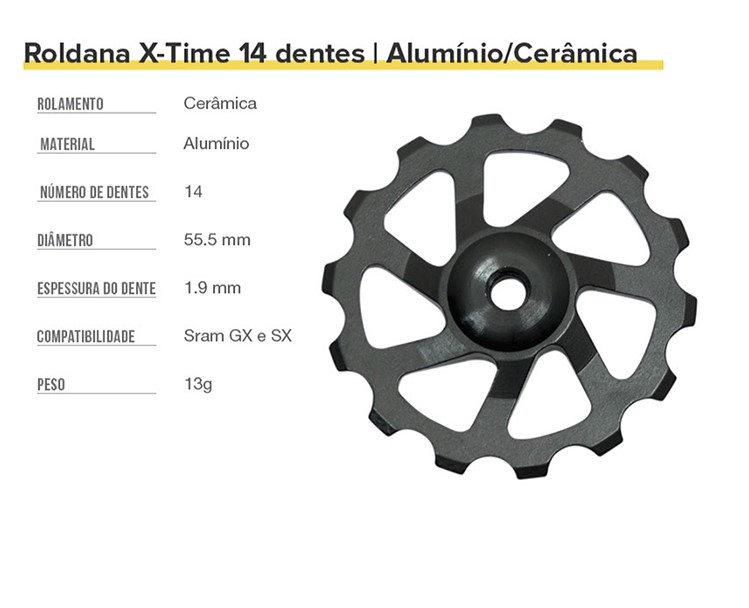 Roldana X-Time 14 dentes | Alumínio/Cerâmica
ROLAMENTO Cerâmica
MATERIAL Alumínio
NÚMERO DE DENTES 14
DIÂMETRO 55.5 mm
ESPESSURA DO DENTE 1.9 mm
COMPATIBILIDADE Sram GX e SX
PESO 13g